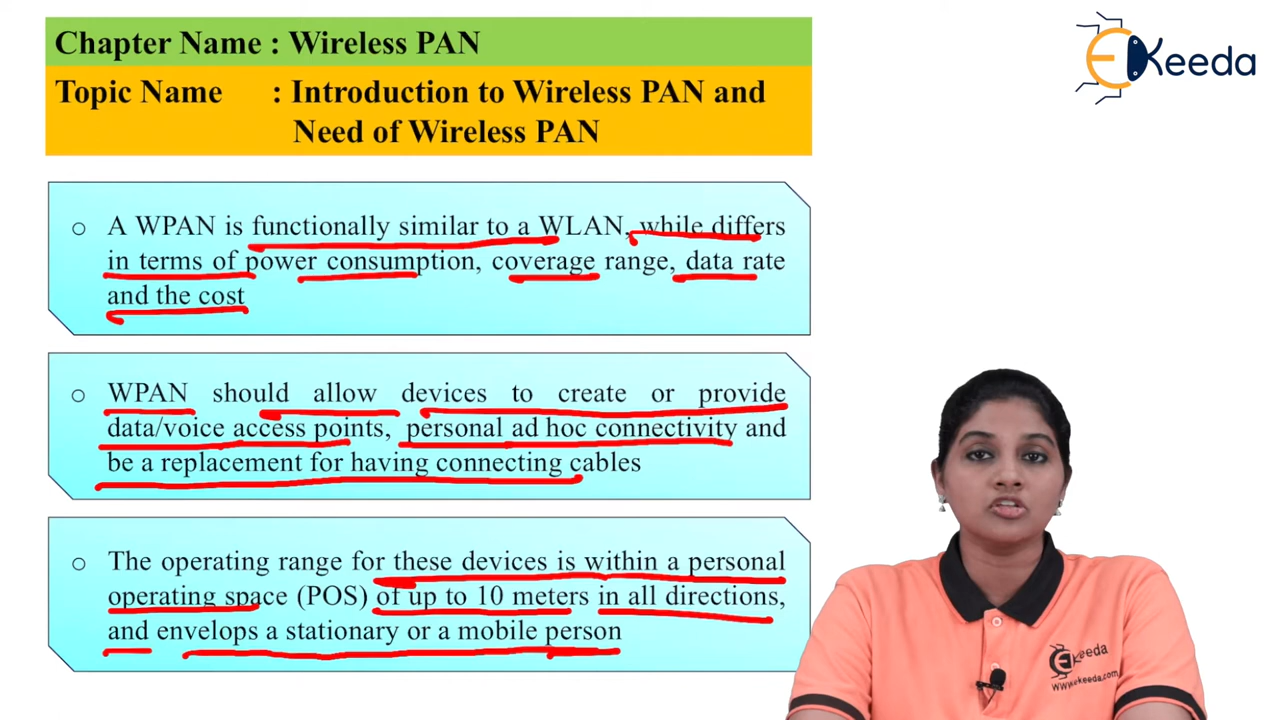 Chapter Name : Wireless PAN
Topic Name : Introduction to Wireless PAN and
Need of Wireless PAN
EKeeda
○ A WPAN is functionally similar to a WLAN, while differs
in terms of power consumption, coverage range, data rate
and the cost
○ WPAN should allow devices to create or provide
data/voice access points, personal ad hoc connectivity and
be a replacement for having connecting cables
○ The operating range for these devices is within a personal
operating space (POS) of up to 10 meters in all directions,
and envelops a stationary or a mobile person
EKeeda
www.ekeeda.com